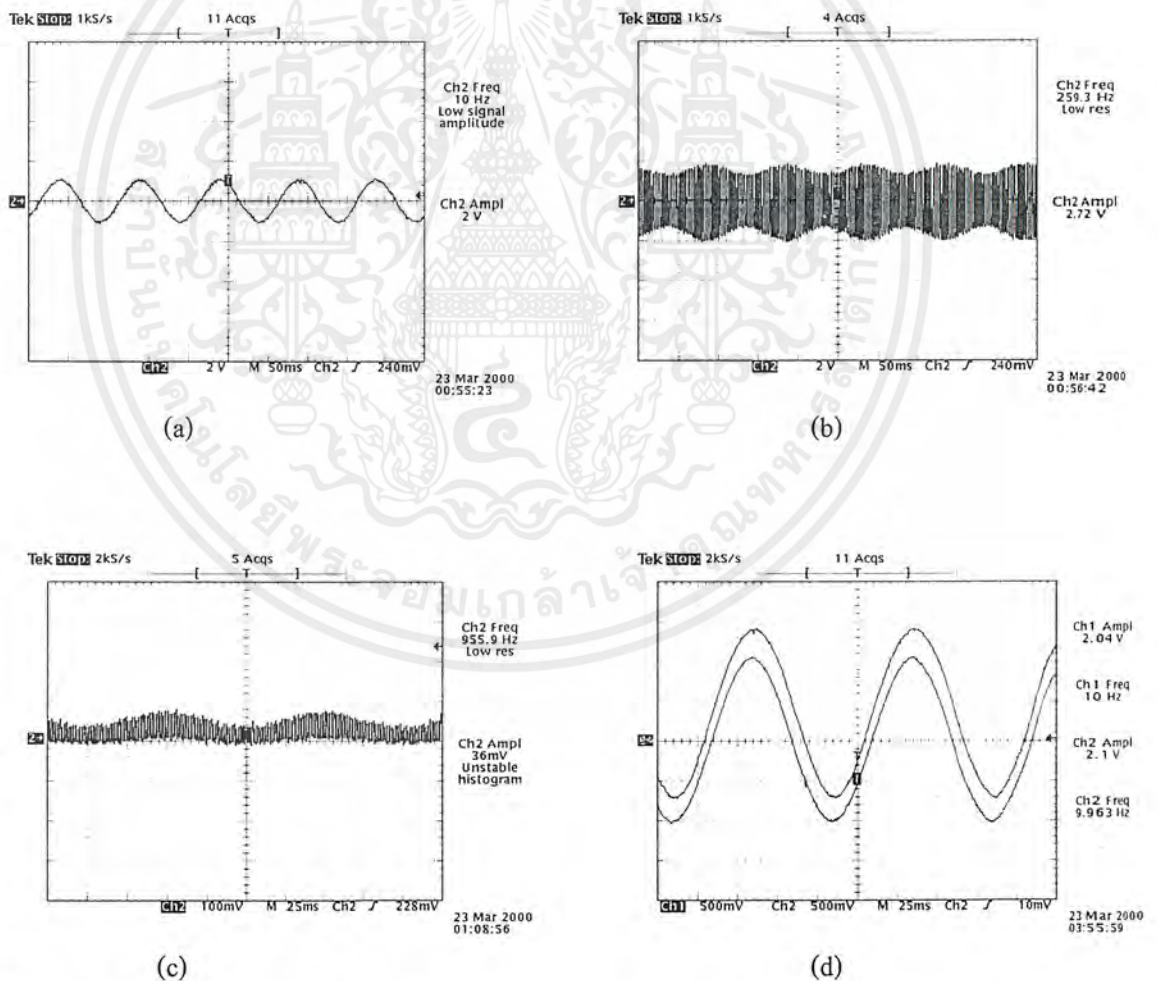 Tek Stop: 1kS/s 11 Acqs
Ch2 Freq
10 Hz
Low signal
amplitude
Ch2 Ampl
2 V
2→
T
Ch2 2 V M 50ms Ch2 ∫ 240mV
23 Mar 2000
00:55:23
(a)
Tek Stop: 1kS/s 4 Acqs
Ch2 Freq
259.3 Hz
Low res
Ch2 Ampl
2.72 V
2→
Ch2 2 V M 50ms Ch2 ∫ 240mV
23 Mar 2000
00:56:42
(b)
Tek Stop: 2kS/s 5 Acqs
Ch2 Freq
955.9 Hz
Low res
Ch2 Ampl
36mV
Unstable
histogram
2→
Ch2 100mV M 25ms Ch2 ∫ 228mV
23 Mar 2000
01:08:56
(c)
Tek Stop: 2kS/s 11 Acqs
Ch1 Ampl
2.04 V
Ch1 Freq
10 Hz
Ch2 Ampl
2.1 V
Ch2 Freq
9.963 Hz
T
Ch1 500mV Ch2 500mV M 25ms Ch2 ∫ 10mV
23 Mar 2000
03:55:59
(d)